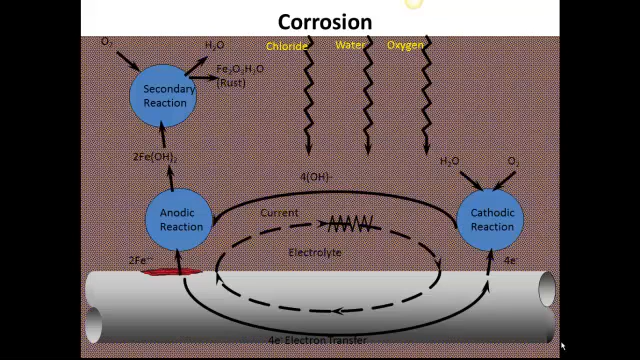 Corrosion
O₂
H₂O
Chloride
Water
Oxygen
Fe₂O₃H₂O
(Rust)
Secondary
Reaction
2Fe(OH)₂
4(OH)⁻
H₂O
O₂
Anodic
Reaction
Current
Cathodic
Reaction
Electrolyte
2Fe⁺⁺
4e⁻
4e⁻ Electron Transfer